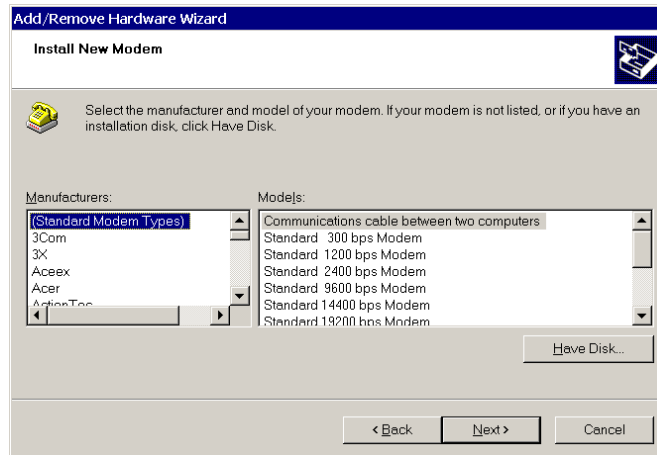 Add/Remove Hardware Wizard
Install New Modem
Select the manufacturer and model of your modem. If your modem is not listed, or if you have an
installation disk, click Have Disk.
Manufacturers:
(Standard Modem Types)
3Com
3X
Aceex
Acer
ActionTec
Models:
Communications cable between two computers
Standard 300 bps Modem
Standard 1200 bps Modem
Standard 2400 bps Modem
Standard 9600 bps Modem
Standard 14400 bps Modem
Standard 19200 bps Modem
Have Disk...
< Back
Next >
Cancel